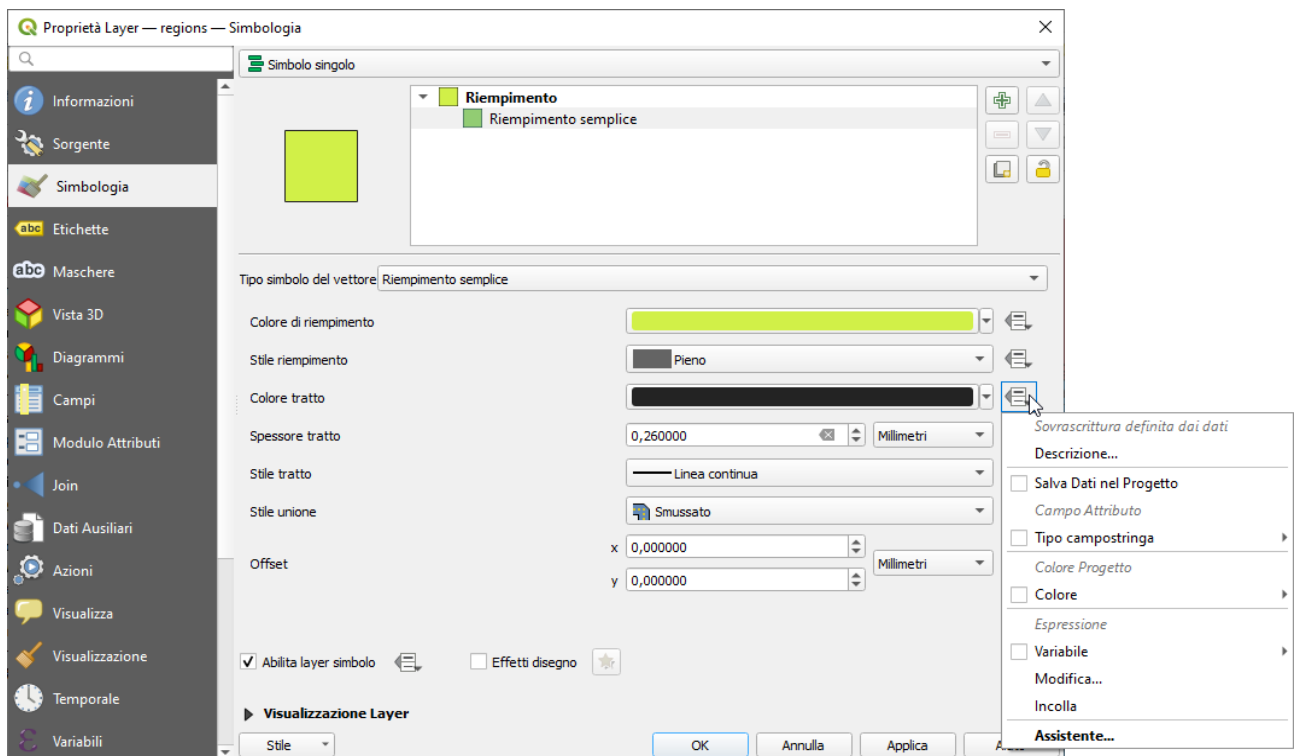 Proprietà Layer — regions — Simbologia
Simbolo singolo
Informazioni
Sorgente
Simbologia
abc Etichette
abc Maschere
Vista 3D
Diagrammi
Campi
Modulo Attributi
Join
Dati Ausiliari
Azioni
Visualizza
Visualizzazione
Temporale
Variabili
Riempimento
Riempimento semplice
Tipo simbolo del vettore Riempimento semplice
Colore di riempimento
Stile riempimento Pieno
Colore tratto
Spessore tratto 0,260000 Millimetri
Stile tratto Linea continua
Stile unione Smussato
Offset x 0,000000 Millimetri
y 0,000000
Abilita layer simbolo Effetti disegno
Visualizzazione Layer
Stile OK Annulla Applica
Sovrascrittura definita dai dati
Descrizione...
Salva Dati nel Progetto
Campo Attributo
Tipo campostringa
Colore Progetto
Colore
Espressione
Variabile
Modifica...
Incolla
Assistente...